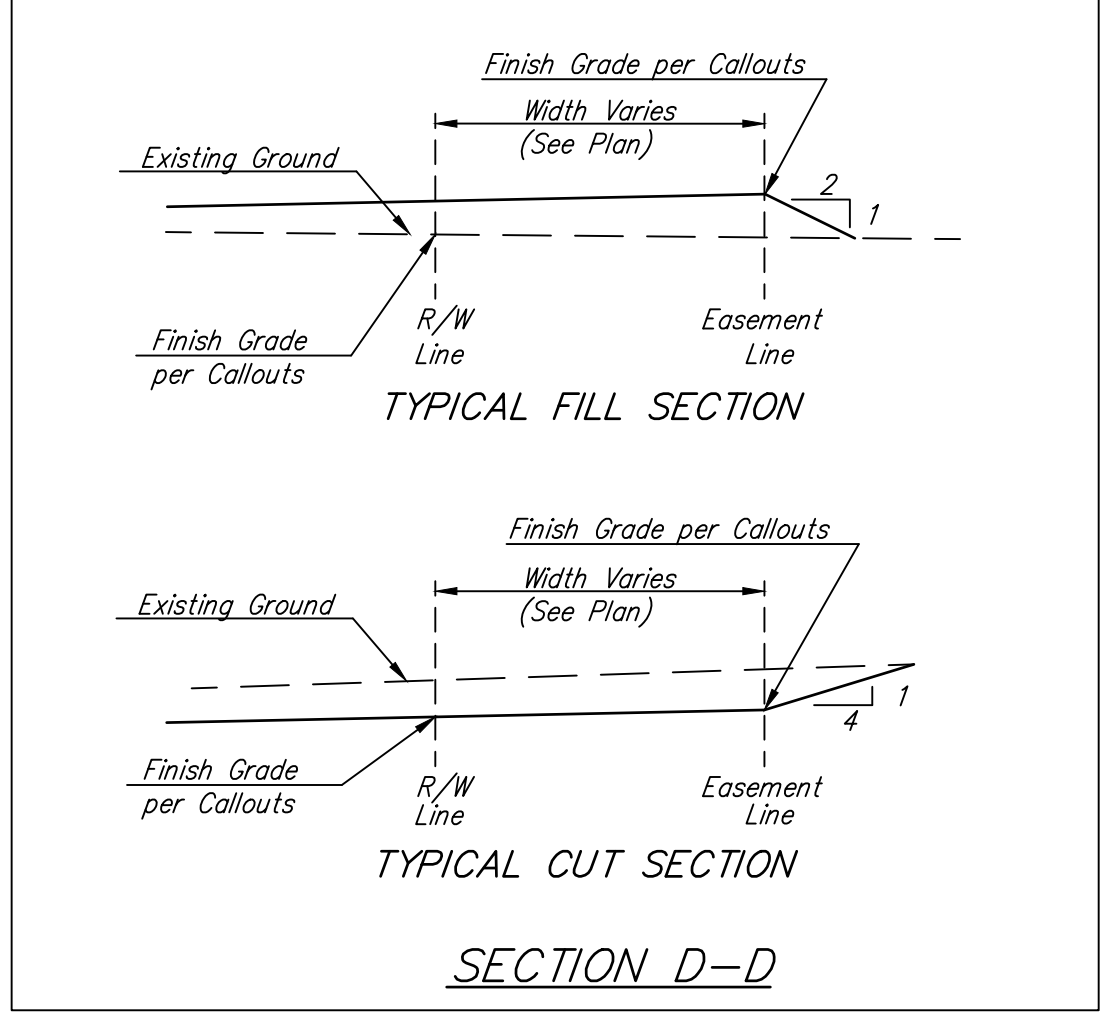 Finish Grade per Callouts
Width Varies
(See Plan)
Existing Ground
2
1
R/W
Line
Easement
Line
Finish Grade
per Callouts
TYPICAL FILL SECTION
Finish Grade per Callouts
Width Varies
(See Plan)
Existing Ground
1
4
Finish Grade
per Callouts
R/W
Line
Easement
Line
TYPICAL CUT SECTION
SECTION D-D